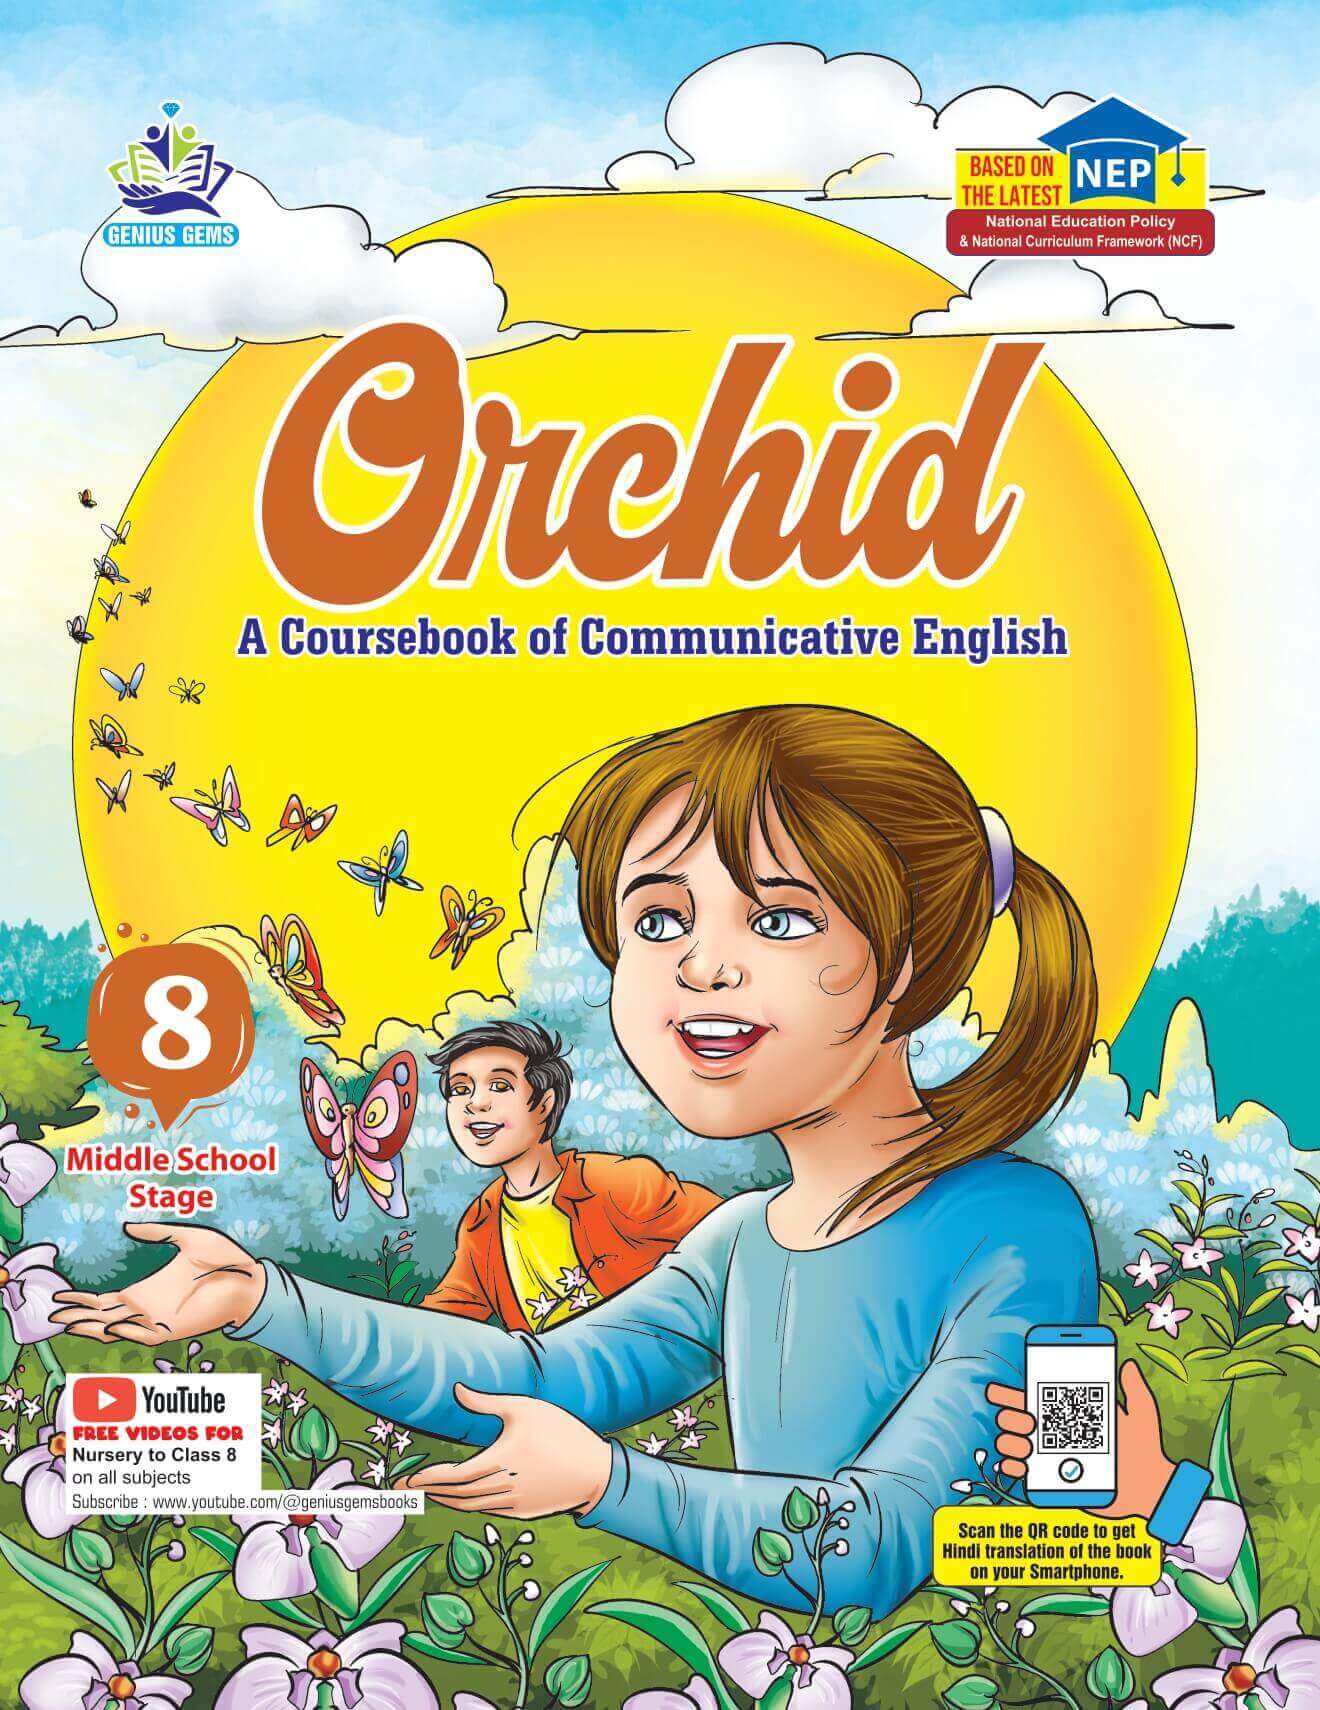 GENIUS GEMS
BASED ON
THE LATEST
NEP
National Education Policy
& National Curriculum Framework (NCF)
Orchid
A Coursebook of Communicative English
8
Middle School
Stage
YouTube
FREE VIDEOS FOR
Nursery to Class 8
on all subjects
Subscribe : www.youtube.com/@geniusgemsbooks
Scan the QR code to get
Hindi translation of the book
on your Smartphone.